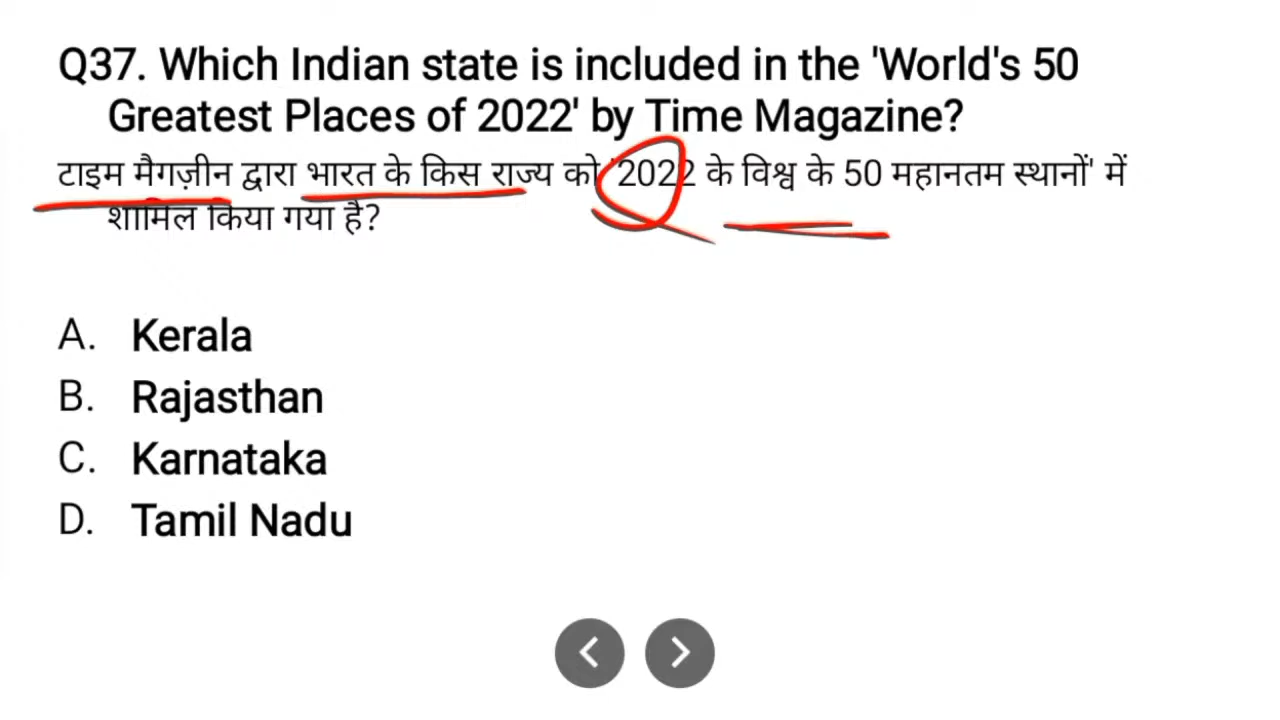 Q37. Which Indian state is included in the 'World's 50
Greatest Places of 2022' by Time Magazine?
टाइम मैगज़ीन द्वारा भारत के किस राज्य को '2022 के विश्व के 50 महानतम स्थानों' में
शामिल किया गया है?
A. Kerala
B. Rajasthan
C. Karnataka
D. Tamil Nadu